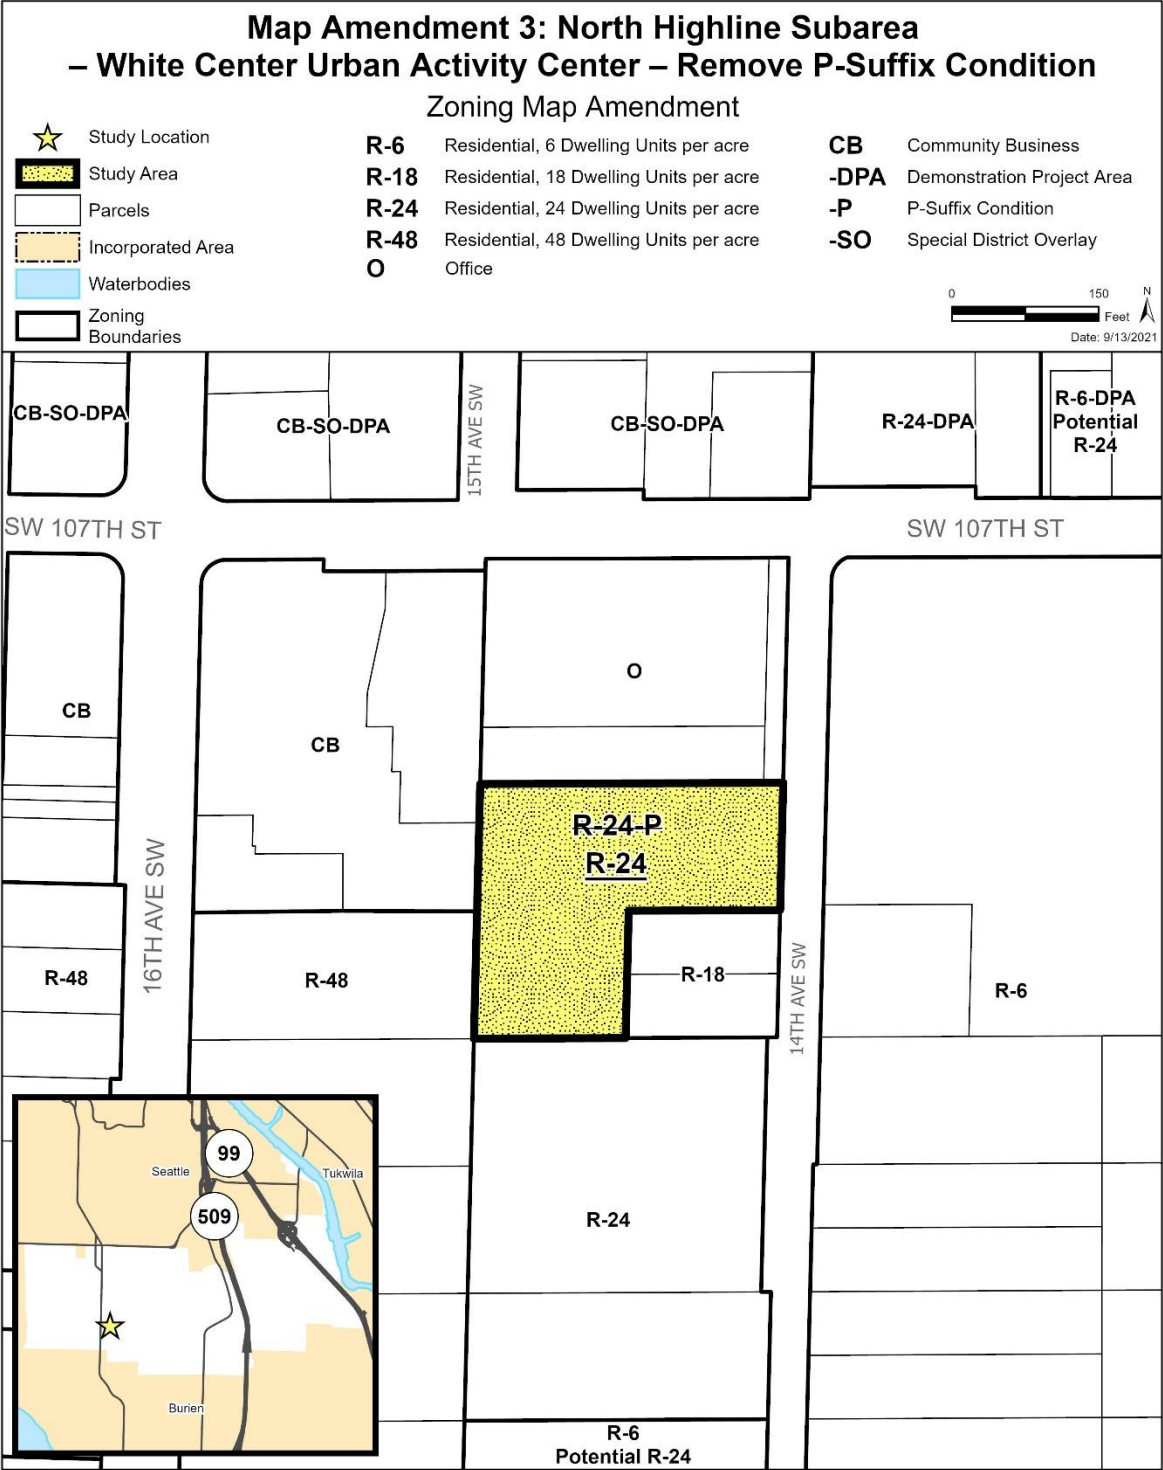 Map Amendment 3: North Highline Subarea
– White Center Urban Activity Center – Remove P-Suffix Condition
Zoning Map Amendment
Study Location
Study Area
Parcels
Incorporated Area
Waterbodies
Zoning
Boundaries
R-6 Residential, 6 Dwelling Units per acre
R-18 Residential, 18 Dwelling Units per acre
R-24 Residential, 24 Dwelling Units per acre
R-48 Residential, 48 Dwelling Units per acre
O Office
CB Community Business
-DPA Demonstration Project Area
-P P-Suffix Condition
-SO Special District Overlay
0 150
Feet
N
Date: 9/13/2021
CB-SO-DPA
CB-SO-DPA
15TH AVE SW
CB-SO-DPA
R-24-DPA
R-6-DPA
Potential
R-24
SW 107TH ST
SW 107TH ST
CB
CB
O
R-24-P
R-24
16TH AVE SW
R-48
R-48
R-18
14TH AVE SW
R-6
R-24
R-6
Potential R-24
99
Seattle
Tukwila
509
Burien